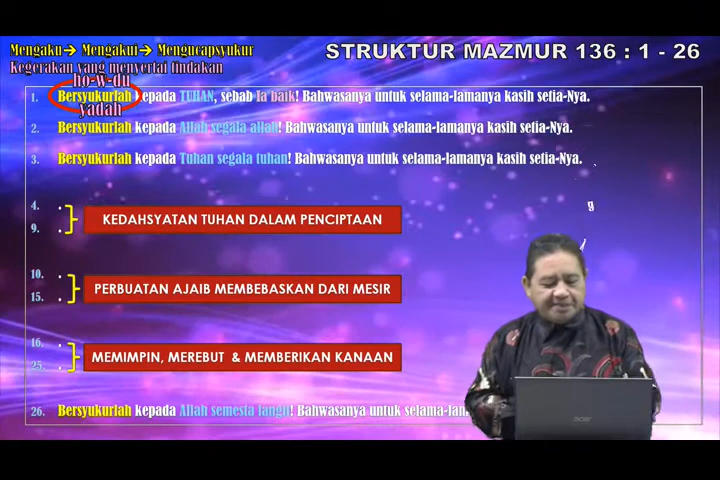 Mengaku→ Mengakui→ Mengucapsyukur
STRUKTUR MAZMUR 136 : 1 - 26
Kegerakan yang menyertai tindakan
ho-w-du
1. Bersyukurlah kepada TUHAN, sebab Ia baik! Bahwasanya untuk selama-lamanya kasih setia-Nya.
yadah
2. Bersyukurlah kepada Allah segala allah! Bahwasanya untuk selama-lamanya kasih setia-Nya.
3. Bersyukurlah kepada Tuhan segala tuhan! Bahwasanya untuk selama-lamanya kasih setia-Nya.
4. .
KEDAHSYATAN TUHAN DALAM PENCIPTAAN
9. .
10. .
PERBUATAN AJAIB MEMBEBASKAN DARI MESIR
15. .
16. .
MEMIMPIN, MEREBUT & MEMBERIKAN KANAAN
25. .
26. Bersyukurlah kepada Allah semesta langit! Bahwasanya untuk
acer